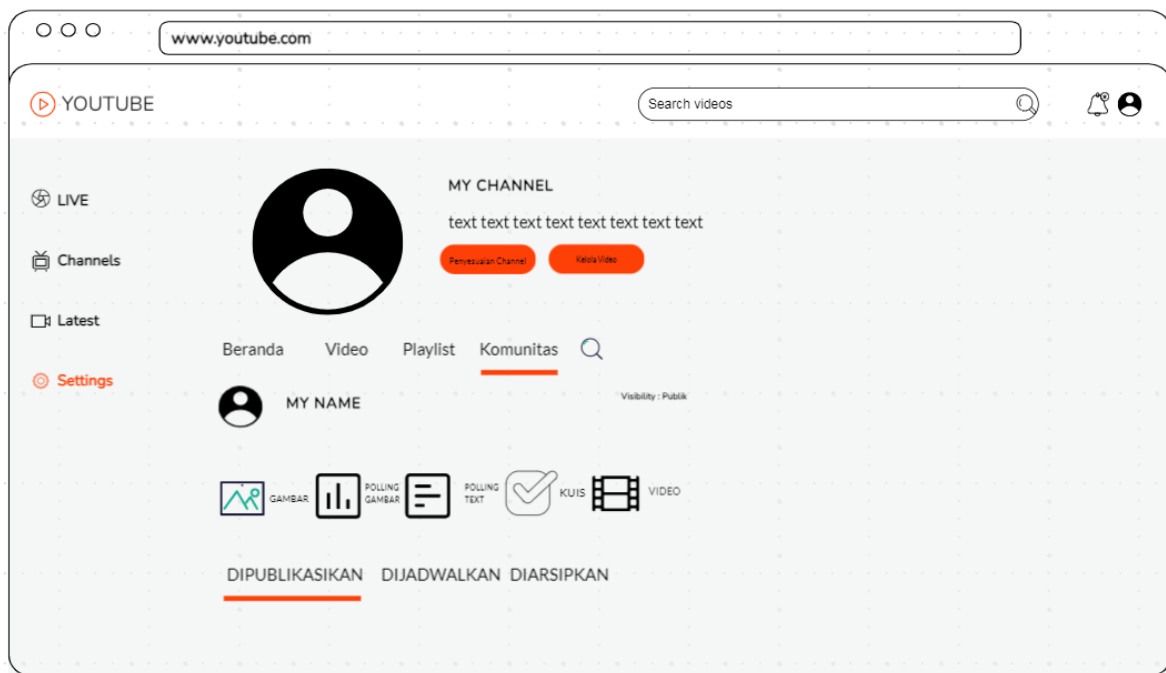 www.youtube.com
YOUTUBE
Search videos
LIVE
Channels
Latest
Settings
MY CHANNEL
text text text text text text text text
Penyesuaian Channel
Kelola Video
Beranda Video Playlist Komunitas
MY NAME
Visibility : Publik
GAMBAR
POLLING
GAMBAR
POLLING
TEXT
KUIS
VIDEO
DIPUBLIKASIKAN DIJADWALKAN DIARSIPKAN